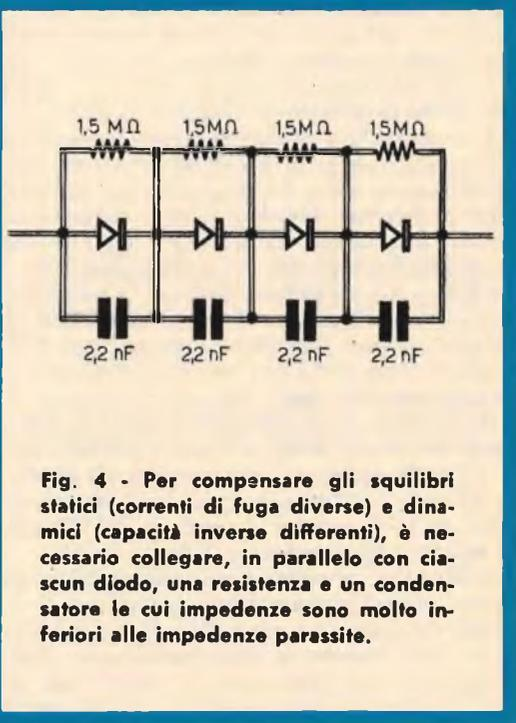 1,5 MΩ 1,5MΩ 1,5MΩ 1,5MΩ
2,2 nF 2,2 nF 2,2 nF 2,2 nF
Fig. 4 - Per compensare gli squilibri
statici (correnti di fuga diverse) e dina-
mici (capacità inverse differenti), è ne-
cessario collegare, in parallelo con cia-
scun diodo, una resistenza e un conden-
satore le cui impedenze sono molto in-
feriori alle impedenze parassite.